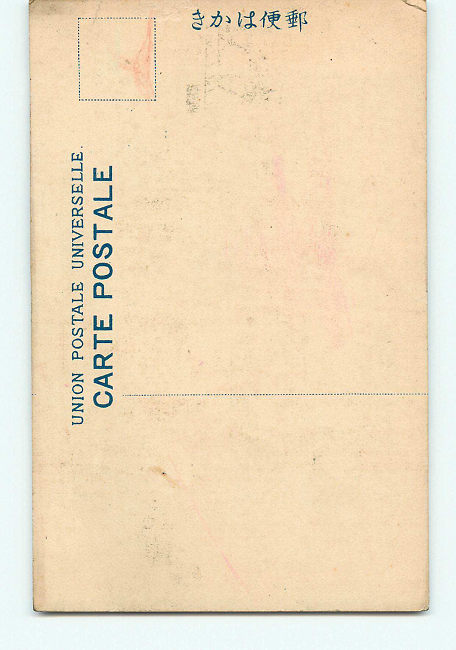 郵便はかき
UNION POSTALE UNIVERSELLE.
CARTE POSTALE